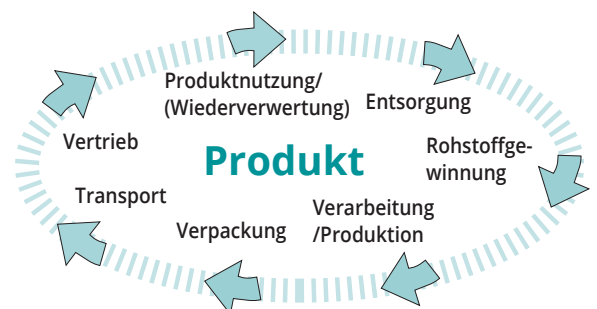 Produktnutzung/
(Wiederverwertung)
Entsorgung
Vertrieb
Produkt
Rohstoffge-
winnung
Transport
Verpackung
Verarbeitung
/Produktion